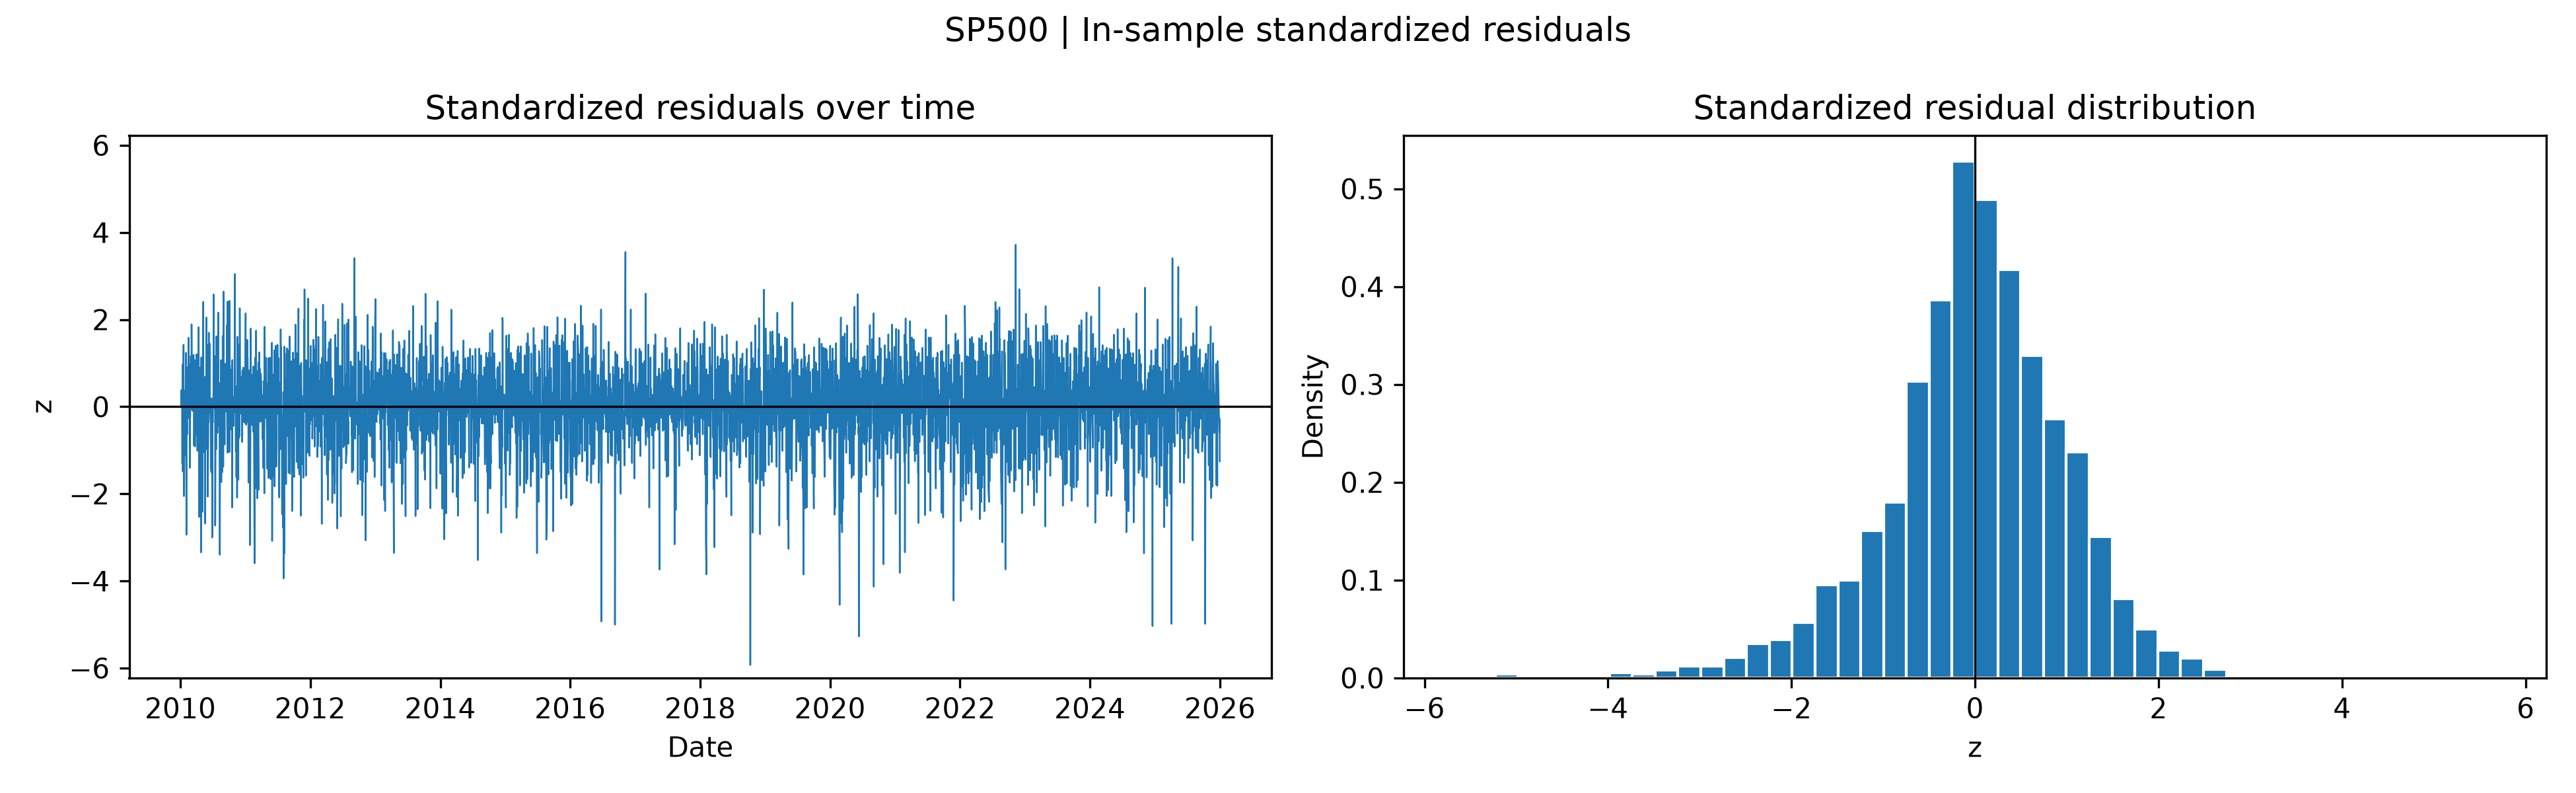 SP500 | In-sample standardized residuals
Standardized residuals over time
6
4
2
0
−2
−4
−6
z
2010 2012 2014 2016 2018 2020 2022 2024 2026
Date
Standardized residual distribution
0.5
0.4
0.3
0.2
0.1
0.0
Density
−6 −4 −2 0 2 4 6
z